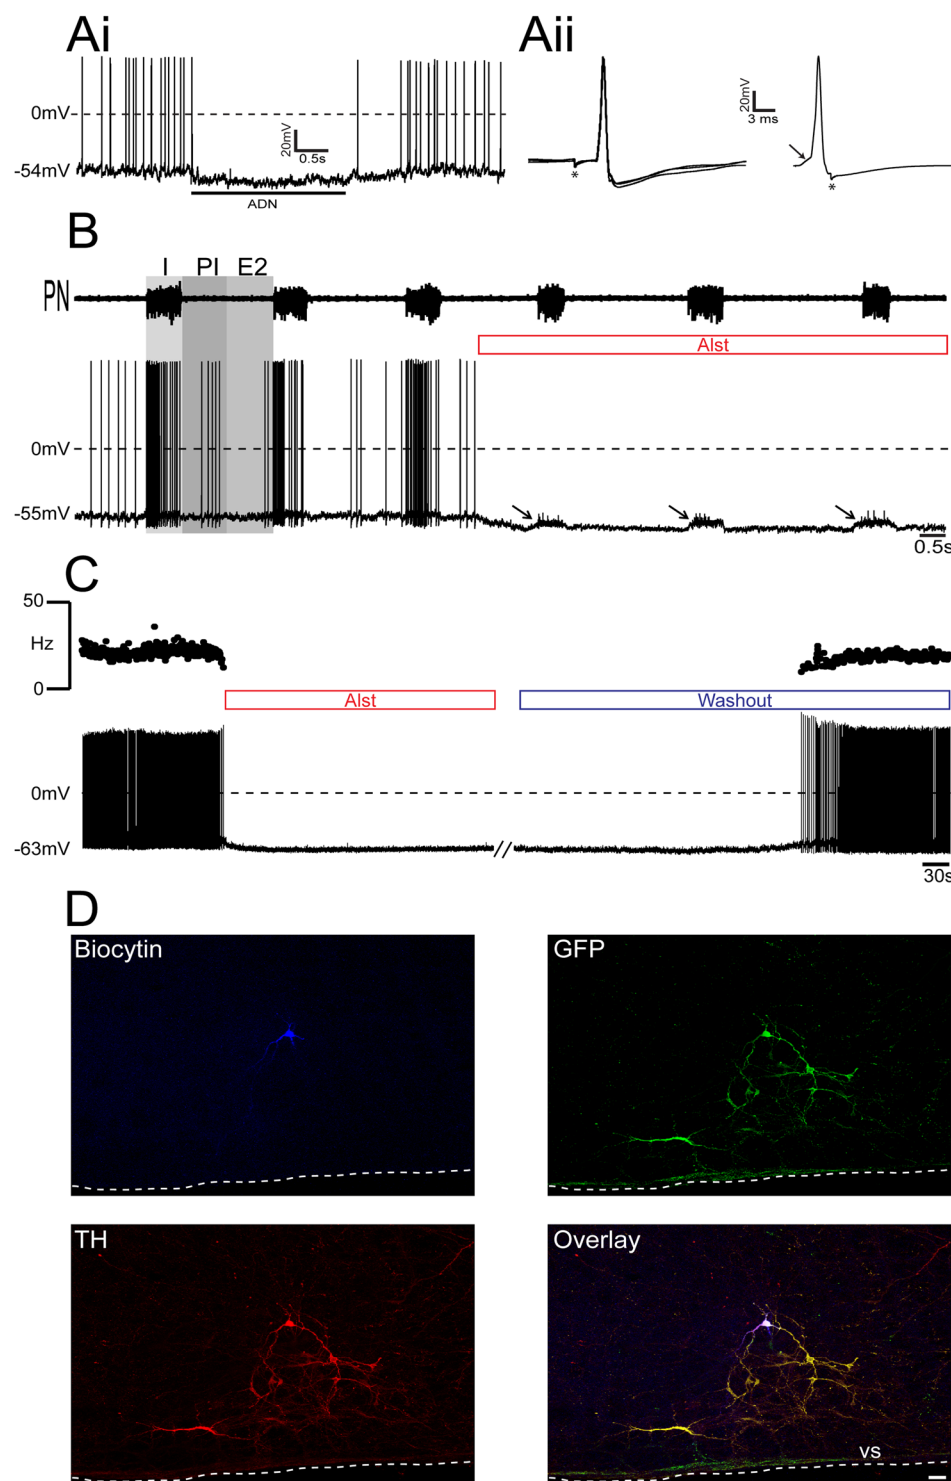 Ai
Aii
0mV
-54mV
20mV
0.5s
ADN
20mV
3 ms
*
*
B
I PI E2
PN
Alst
0mV
-55mV
0.5s
C
50
Hz
0
Alst
Washout
0mV
-63mV
//
30s
D
Biocytin
GFP
TH
Overlay
vs